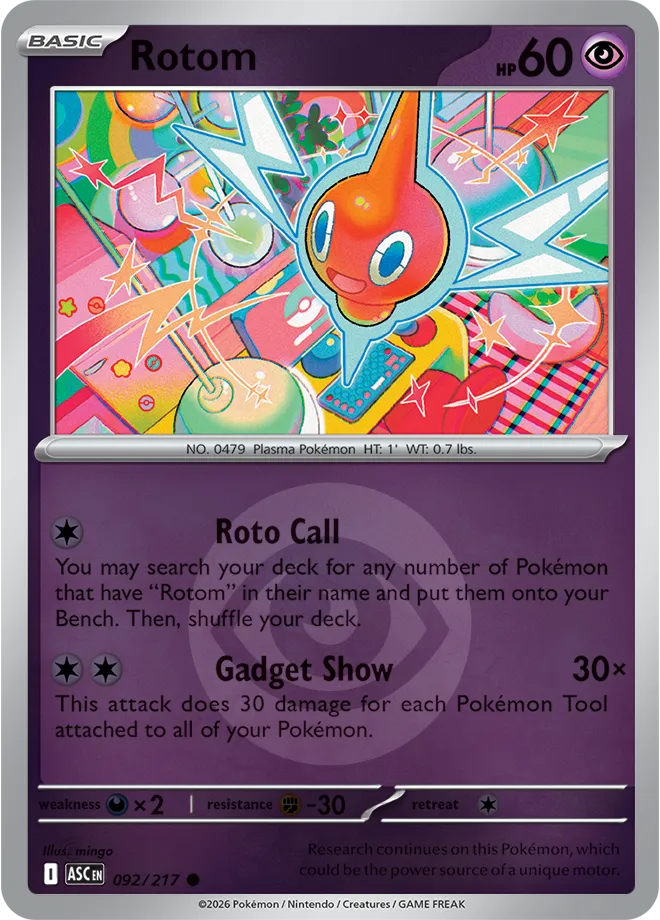 BASIC Rotom HP 60
NO. 0479 Plasma Pokémon HT: 1' WT: 0.7 lbs.
Roto Call
You may search your deck for any number of Pokémon
that have “Rotom” in their name and put them onto your
Bench. Then, shuffle your deck.
Gadget Show 30×
This attack does 30 damage for each Pokémon Tool
attached to all of your Pokémon.
weakness ×2 resistance -30 retreat
Illus. mingo
Research continues on this Pokémon, which
could be the power source of a unique motor.
I ASC EN 092/217
©2026 Pokémon / Nintendo / Creatures / GAME FREAK